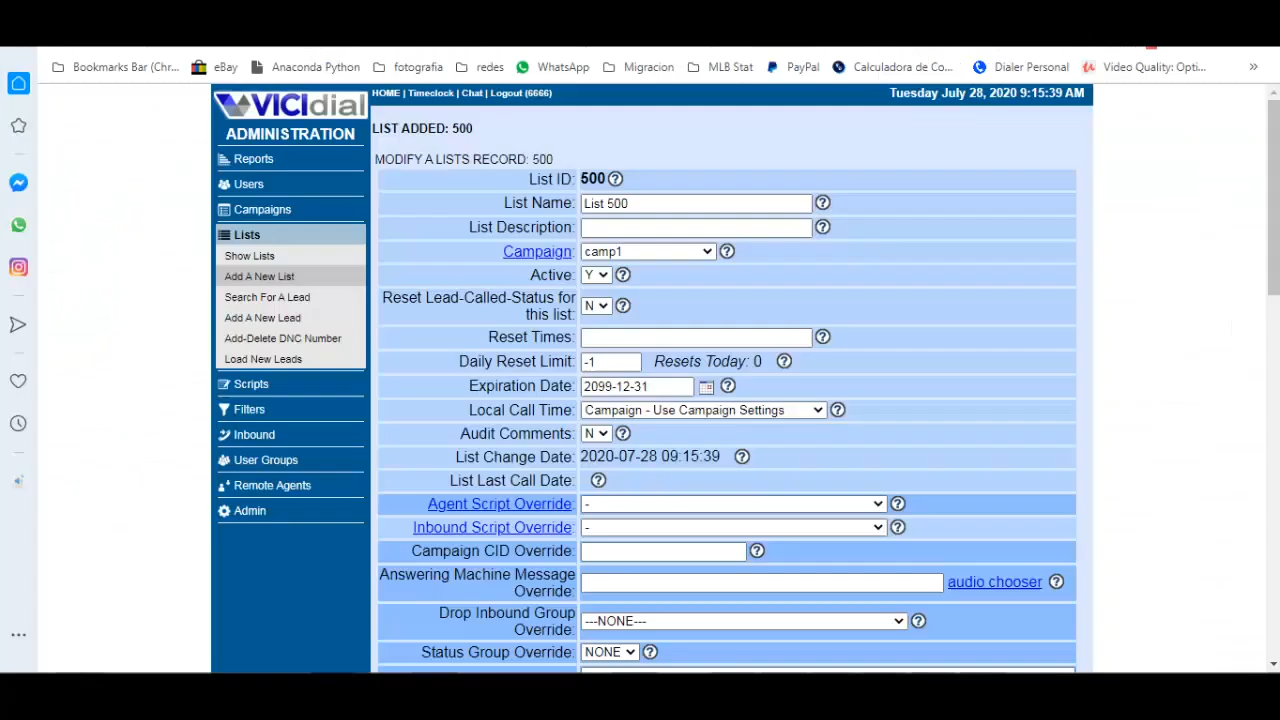 Bookmarks Bar (Chr... eBay Anaconda Python fotografia redes WhatsApp Migracion MLB Stat PayPal Calculadora de Co... Dialer Personal Video Quality: Opti... »
VICIdial
ADMINISTRATION
Reports
Users
Campaigns
Lists
Show Lists
Add A New List
Search For A Lead
Add A New Lead
Add-Delete DNC Number
Load New Leads
Scripts
Filters
Inbound
User Groups
Remote Agents
Admin
HOME | Timeclock | Chat | Logout (6666) Tuesday July 28, 2020 9:15:39 AM
LIST ADDED: 500
MODIFY A LISTS RECORD: 500
List ID: 500 ?
List Name: List 500 ?
List Description: ?
Campaign: camp1 ?
Active: Y ?
Reset Lead-Called-Status for
this list: N ?
Reset Times: ?
Daily Reset Limit: -1 Resets Today: 0 ?
Expiration Date: 2099-12-31 ?
Local Call Time: Campaign - Use Campaign Settings ?
Audit Comments: N ?
List Change Date: 2020-07-28 09:15:39 ?
List Last Call Date: ?
Agent Script Override: - ?
Inbound Script Override: - ?
Campaign CID Override: ?
Answering Machine Message
Override: audio chooser ?
Drop Inbound Group
Override: ---NONE--- ?
Status Group Override: NONE ?